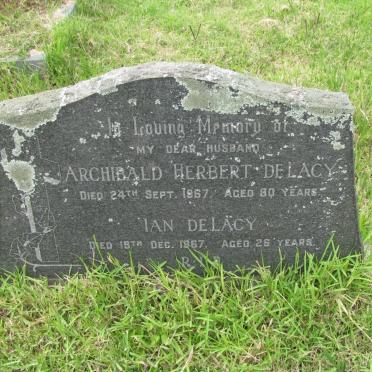 In Loving Memory of
MY DEAR HUSBAND
ARCHIBALD HERBERT DELACY
DIED 24TH SEPT. 1967. AGED 60 YEARS.
IAN DELACY
DIED 18TH DEC. 1967. AGED 26 YEARS.
R.I.P.